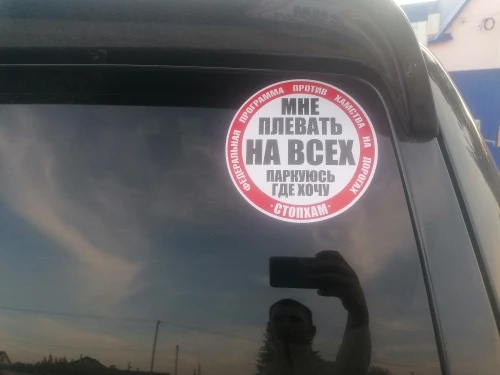 ФЕДЕРАЛЬНАЯ ПРОГРАММА ПРОТИВ ХАМСТВА НА ДОРОГАХ
МНЕ
ПЛЕВАТЬ
НА ВСЕХ
ПАРКУЮСЬ
ГДЕ ХОЧУ
·СТОПХАМ·